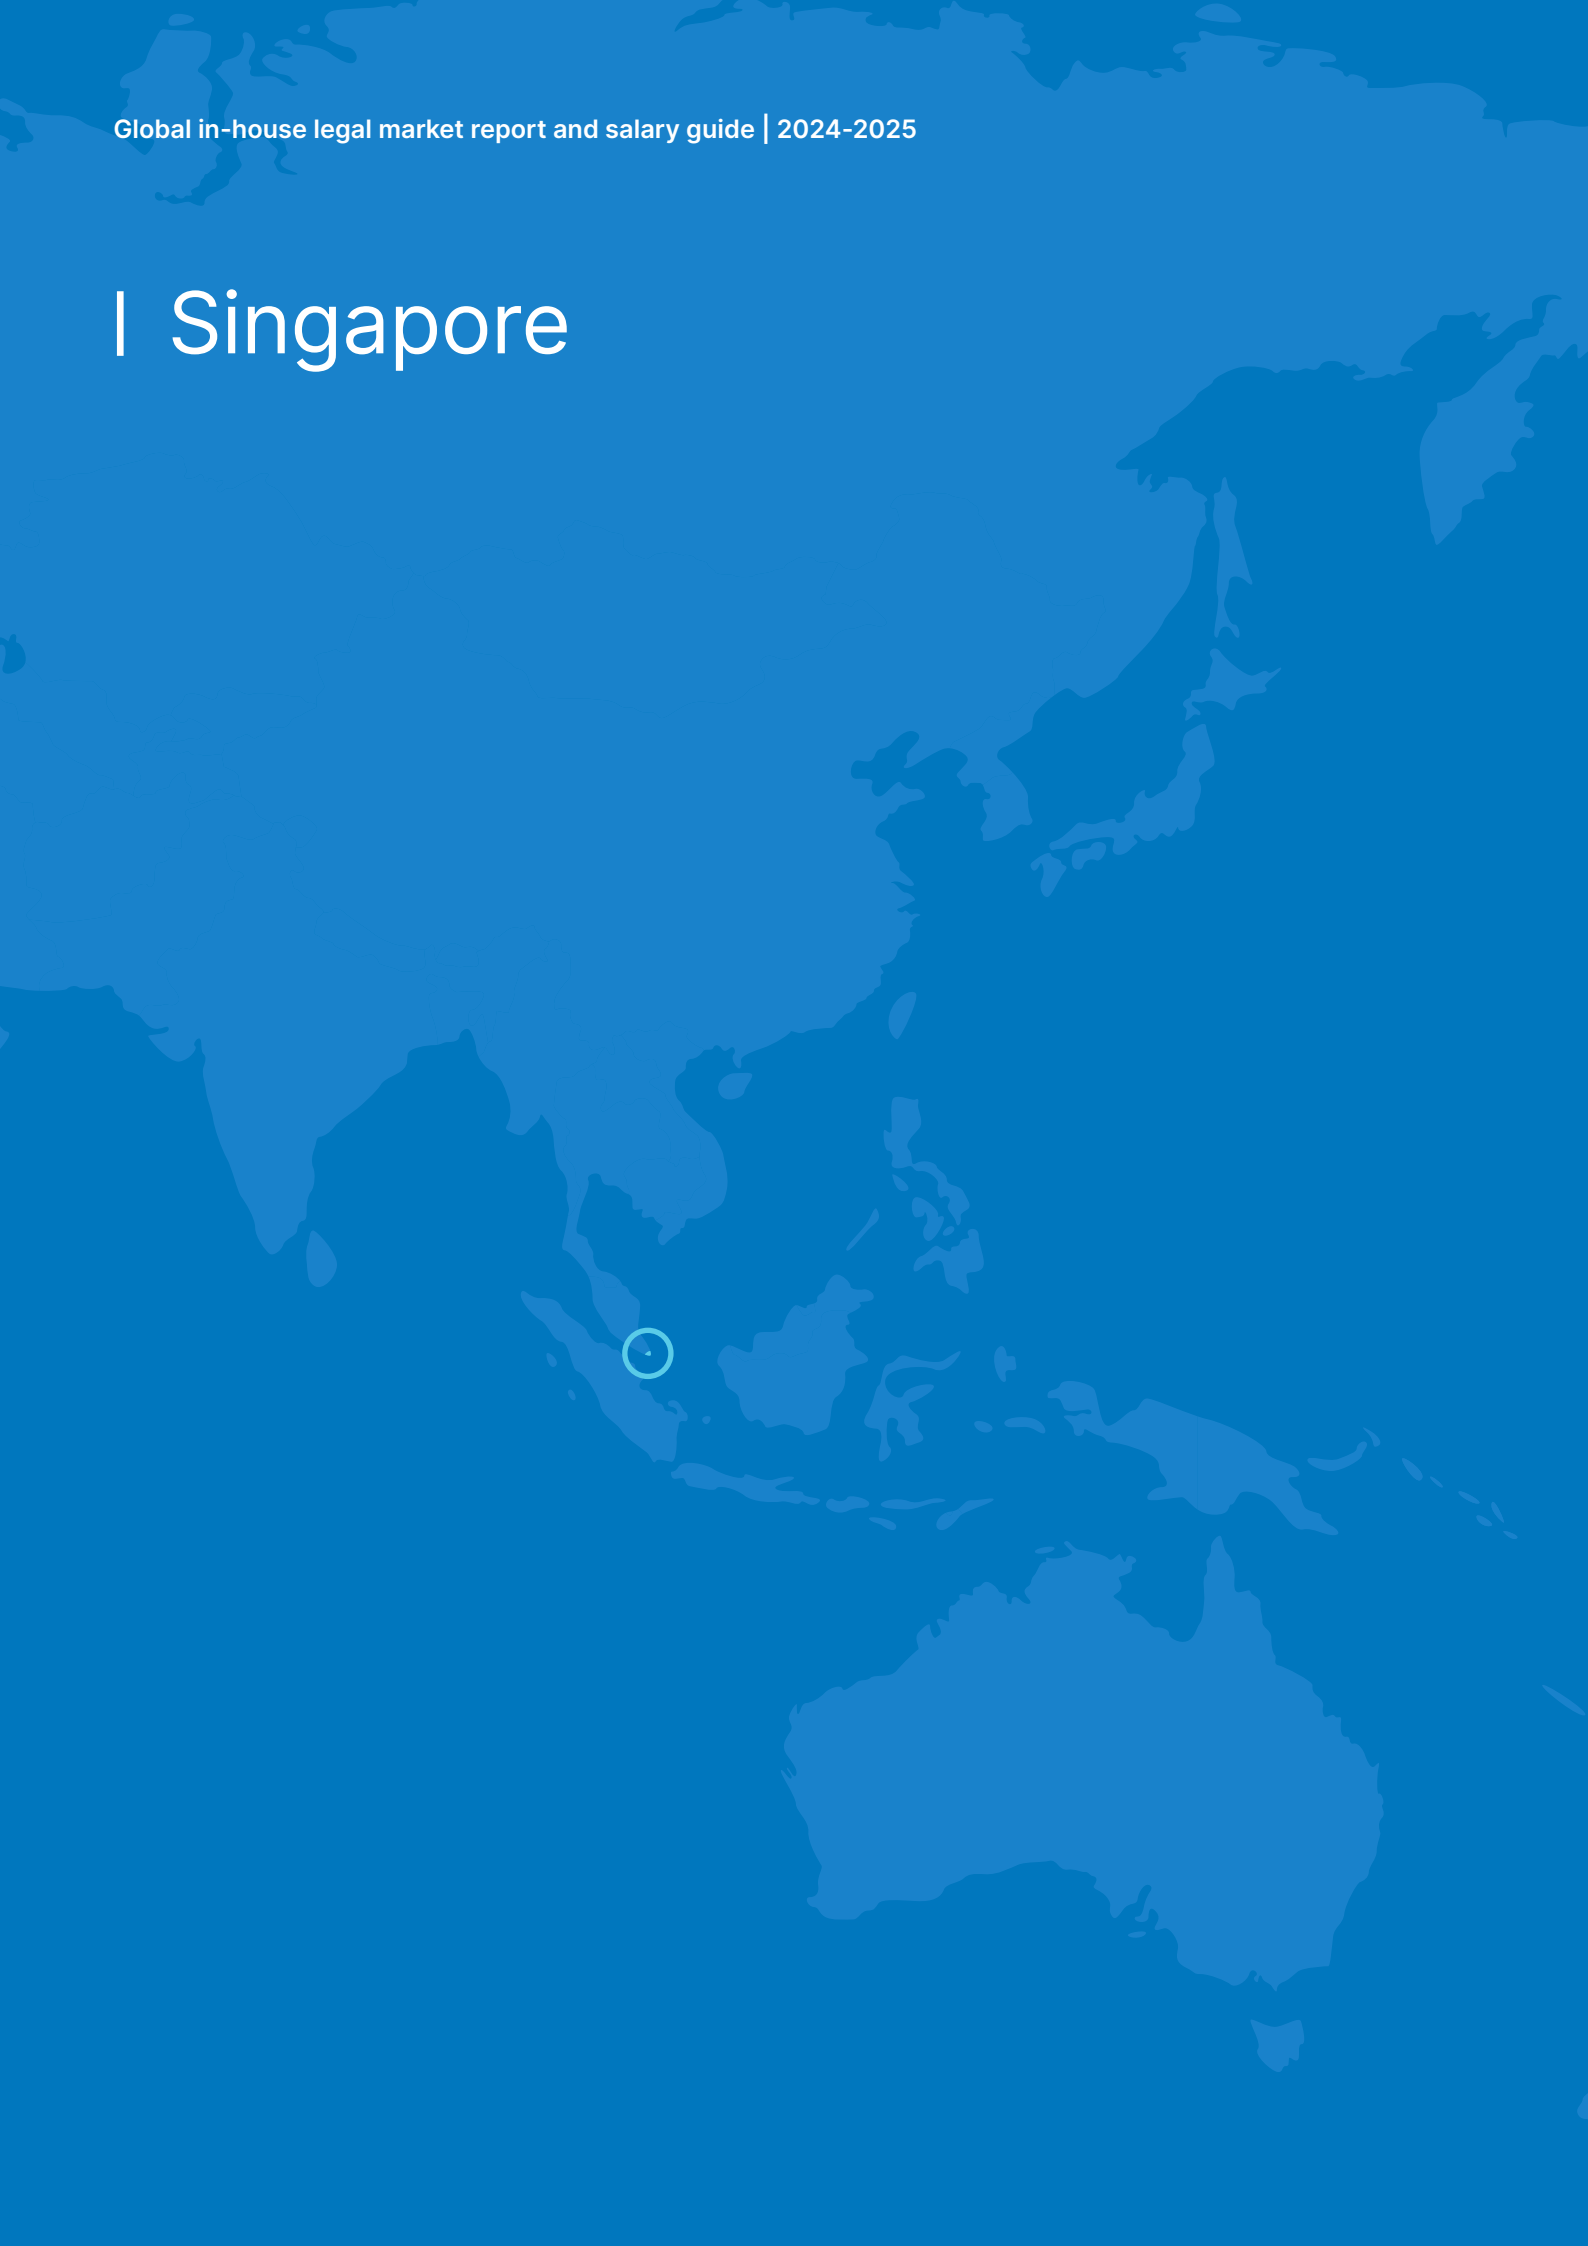 Global in-house legal market report and salary guide | 2024-2025
| Singapore